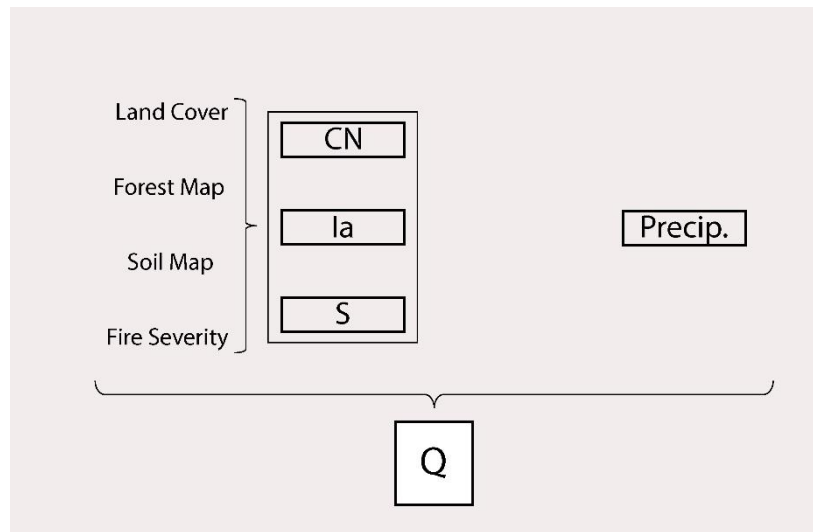 Land Cover
Forest Map
Soil Map
Fire Severity
CN
Ia
S
Precip.
Q